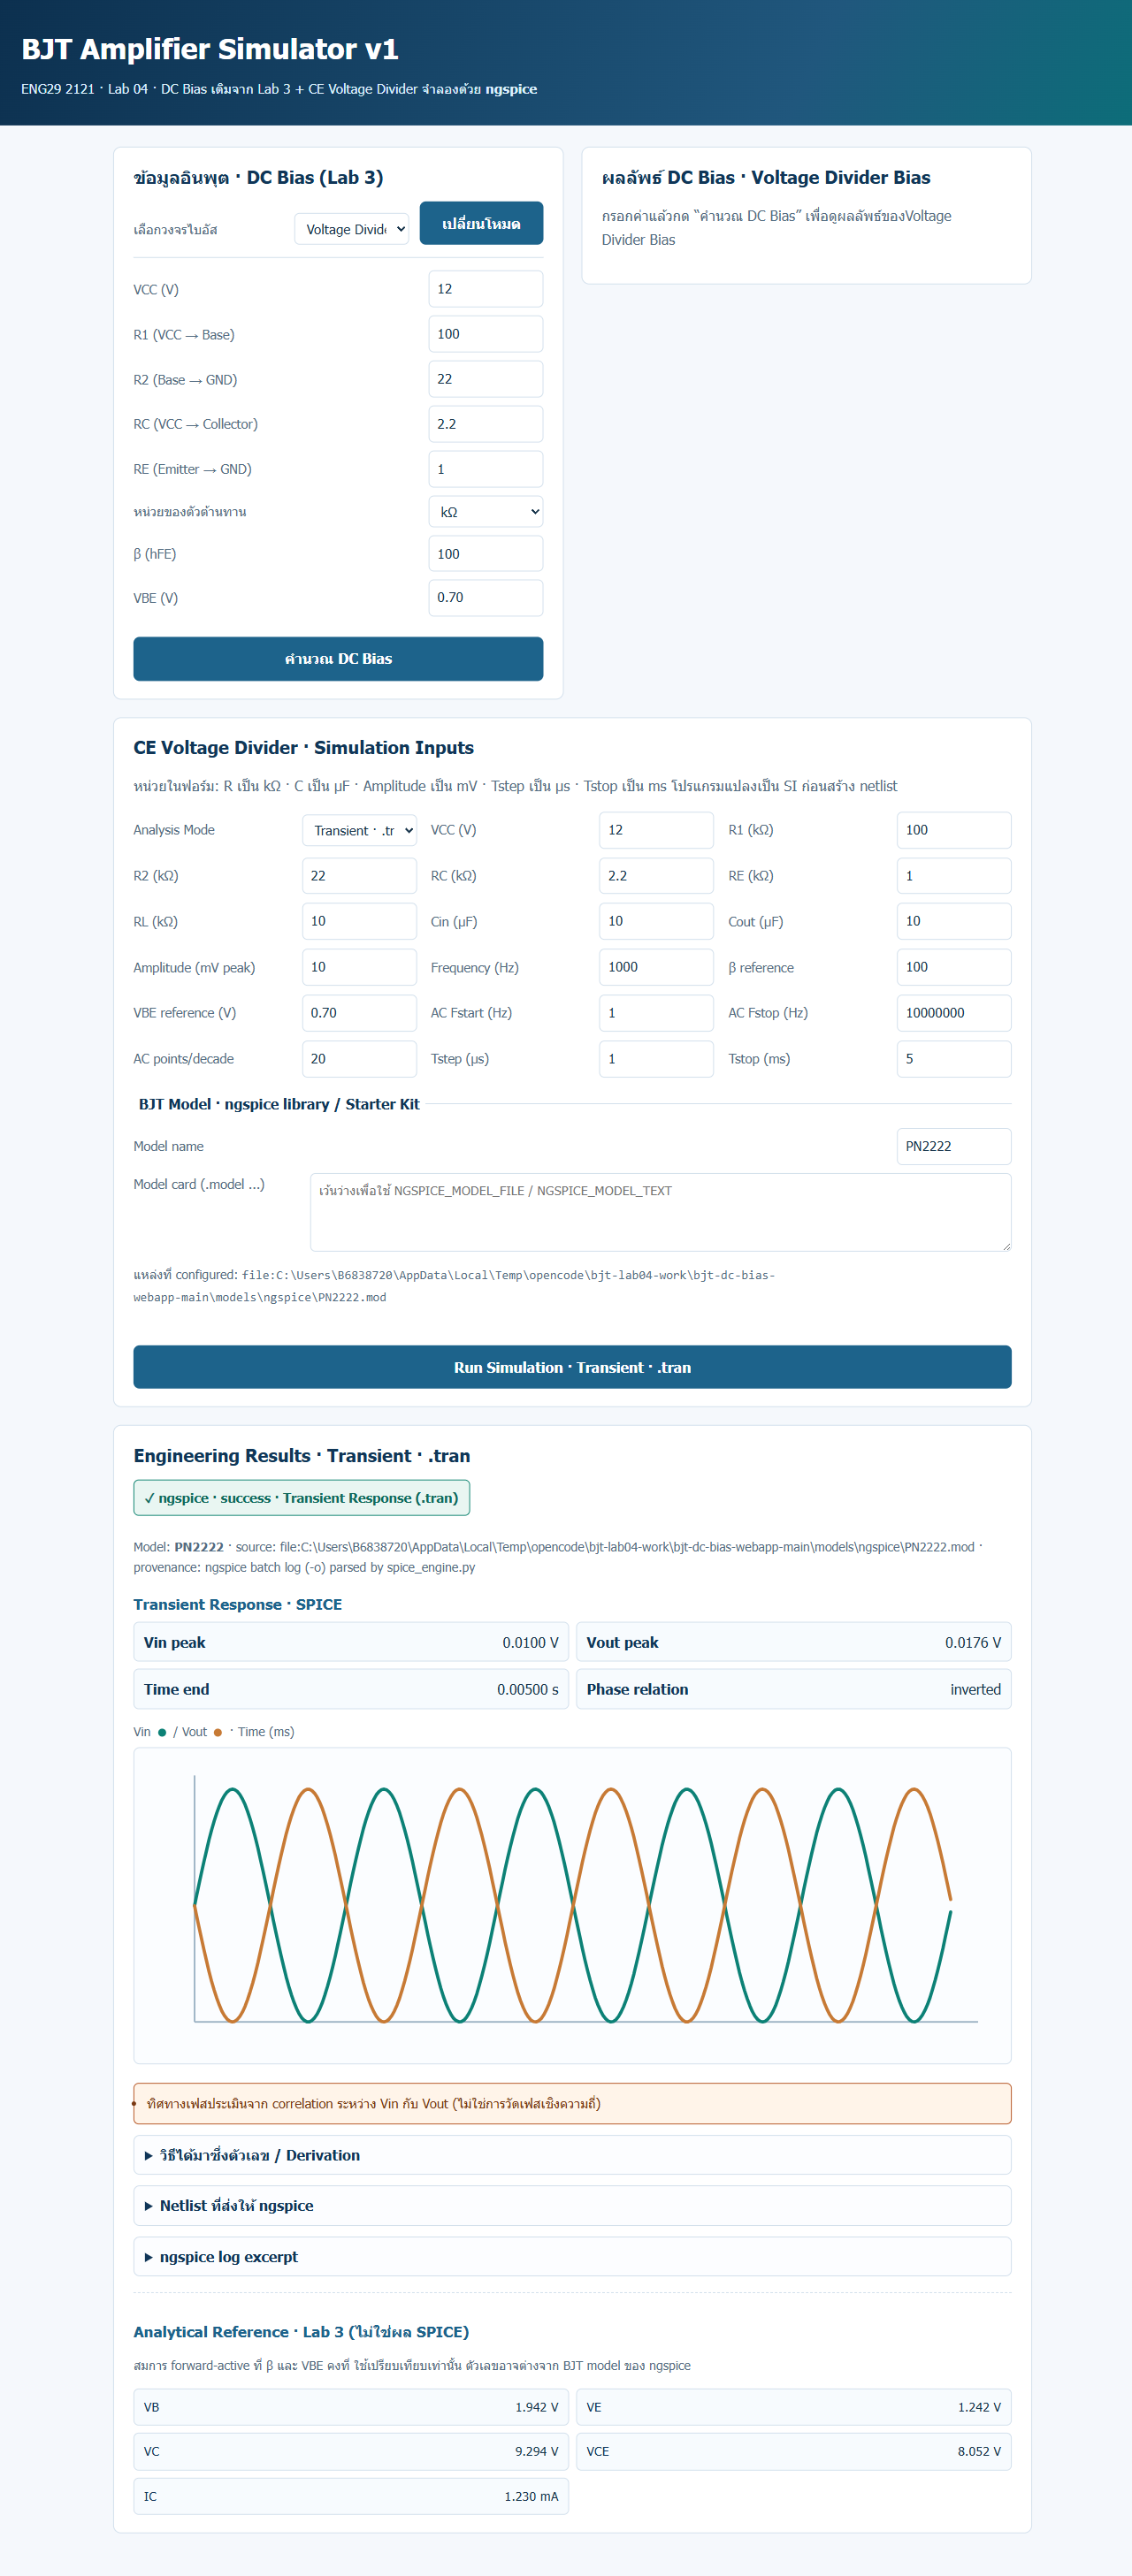 BJT Amplifier Simulator v1
ENG29 2121 · Lab 04 · DC Bias เดิมจาก Lab 3 + CE Voltage Divider จำลองด้วย ngspice
ข้อมูลอินพุต · DC Bias (Lab 3)
เลือกวงจรไบอัส
Voltage Divide
เปลี่ยนโหมด
VCC (V)
12
R1 (VCC → Base)
100
R2 (Base → GND)
22
RC (VCC → Collector)
2.2
RE (Emitter → GND)
1
หน่วยของตัวต้านทาน
kΩ
β (hFE)
100
VBE (V)
0.70
คำนวณ DC Bias
ผลลัพธ์ DC Bias · Voltage Divider Bias
กรอกค่าแล้วกด “คำนวณ DC Bias” เพื่อดูผลลัพธ์ของVoltage
Divider Bias
CE Voltage Divider · Simulation Inputs
หน่วยในฟอร์ม: R เป็น kΩ · C เป็น µF · Amplitude เป็น mV · Tstep เป็น µs · Tstop เป็น ms โปรแกรมแปลงเป็น SI ก่อนสร้าง netlist
Analysis Mode
Transient · .tr
VCC (V)
12
R1 (kΩ)
100
R2 (kΩ)
22
RC (kΩ)
2.2
RE (kΩ)
1
RL (kΩ)
10
Cin (µF)
10
Cout (µF)
10
Amplitude (mV peak)
10
Frequency (Hz)
1000
β reference
100
VBE reference (V)
0.70
AC Fstart (Hz)
1
AC Fstop (Hz)
10000000
AC points/decade
20
Tstep (µs)
1
Tstop (ms)
5
BJT Model · ngspice library / Starter Kit
Model name
PN2222
Model card (.model ...)
เว้นว่างเพื่อใช้ NGSPICE_MODEL_FILE / NGSPICE_MODEL_TEXT
แหล่งที่ configured: file:C:\Users\B6838720\AppData\Local\Temp\opencode\bjt-lab04-work\bjt-dc-bias-
webapp-main\models\ngspice\PN2222.mod
Run Simulation · Transient · .tran
Engineering Results · Transient · .tran
✓ ngspice · success · Transient Response (.tran)
Model: PN2222 · source: file:C:\Users\B6838720\AppData\Local\Temp\opencode\bjt-lab04-work\bjt-dc-bias-webapp-main\models\ngspice\PN2222.mod ·
provenance: ngspice batch log (-o) parsed by spice_engine.py
Transient Response · SPICE
Vin peak
0.0100 V
Vout peak
0.0176 V
Time end
0.00500 s
Phase relation
inverted
Vin ● / Vout ● · Time (ms)
• ทิศทางเฟสประเมินจาก correlation ระหว่าง Vin กับ Vout (ไม่ใช่การวัดเฟสเชิงความถี่)
▶ วิธีได้มาซึ่งตัวเลข / Derivation
▶ Netlist ที่ส่งให้ ngspice
▶ ngspice log excerpt
Analytical Reference · Lab 3 (ไม่ใช่ผล SPICE)
สมการ forward-active ที่ β และ VBE คงที่ ใช้เปรียบเทียบเท่านั้น ตัวเลขอาจต่างจาก BJT model ของ ngspice
VB
1.942 V
VE
1.242 V
VC
9.294 V
VCE
8.052 V
IC
1.230 mA